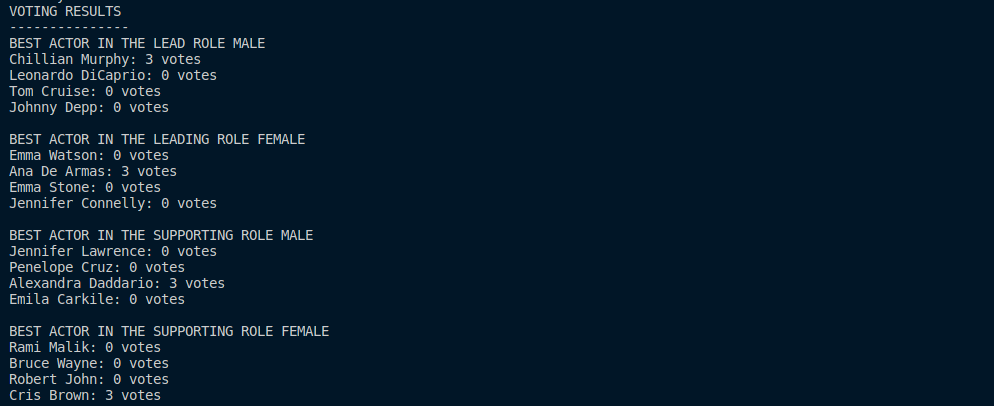 VOTING RESULTS
---------------
BEST ACTOR IN THE LEAD ROLE MALE
Chillian Murphy: 3 votes
Leonardo DiCaprio: 0 votes
Tom Cruise: 0 votes
Johnny Depp: 0 votes
BEST ACTOR IN THE LEADING ROLE FEMALE
Emma Watson: 0 votes
Ana De Armas: 3 votes
Emma Stone: 0 votes
Jennifer Connelly: 0 votes
BEST ACTOR IN THE SUPPORTING ROLE MALE
Jennifer Lawrence: 0 votes
Penelope Cruz: 0 votes
Alexandra Daddario: 3 votes
Emila Carkile: 0 votes
BEST ACTOR IN THE SUPPORTING ROLE FEMALE
Rami Malik: 0 votes
Bruce Wayne: 0 votes
Robert John: 0 votes
Cris Brown: 3 votes